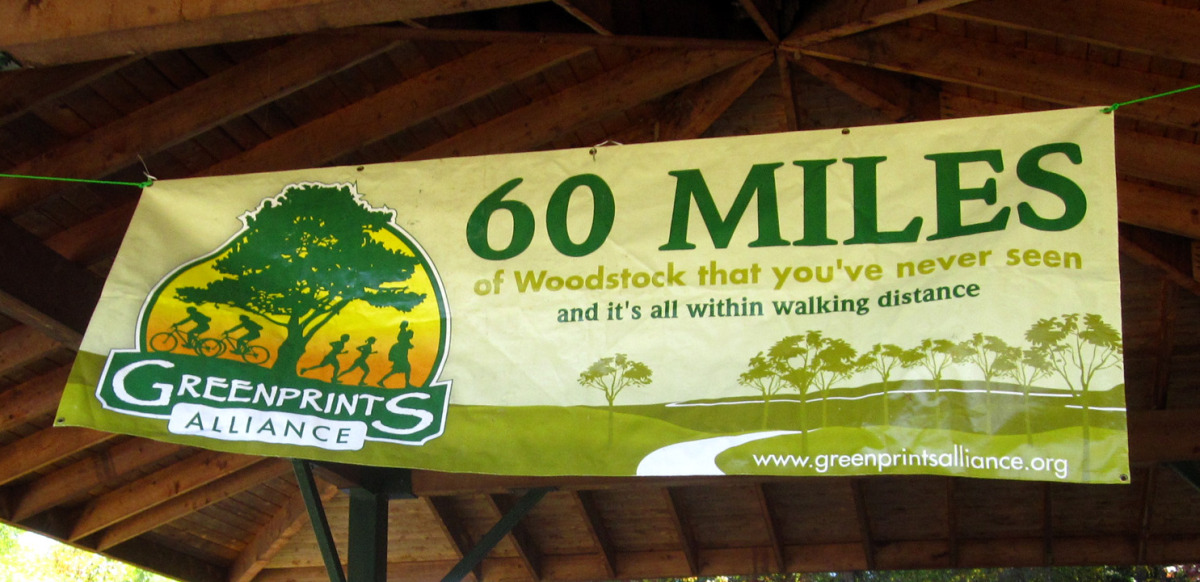 GREENPRINTS
ALLIANCE
60 MILES
of Woodstock that you've never seen
and it's all within walking distance
www.greenprintsalliance.org